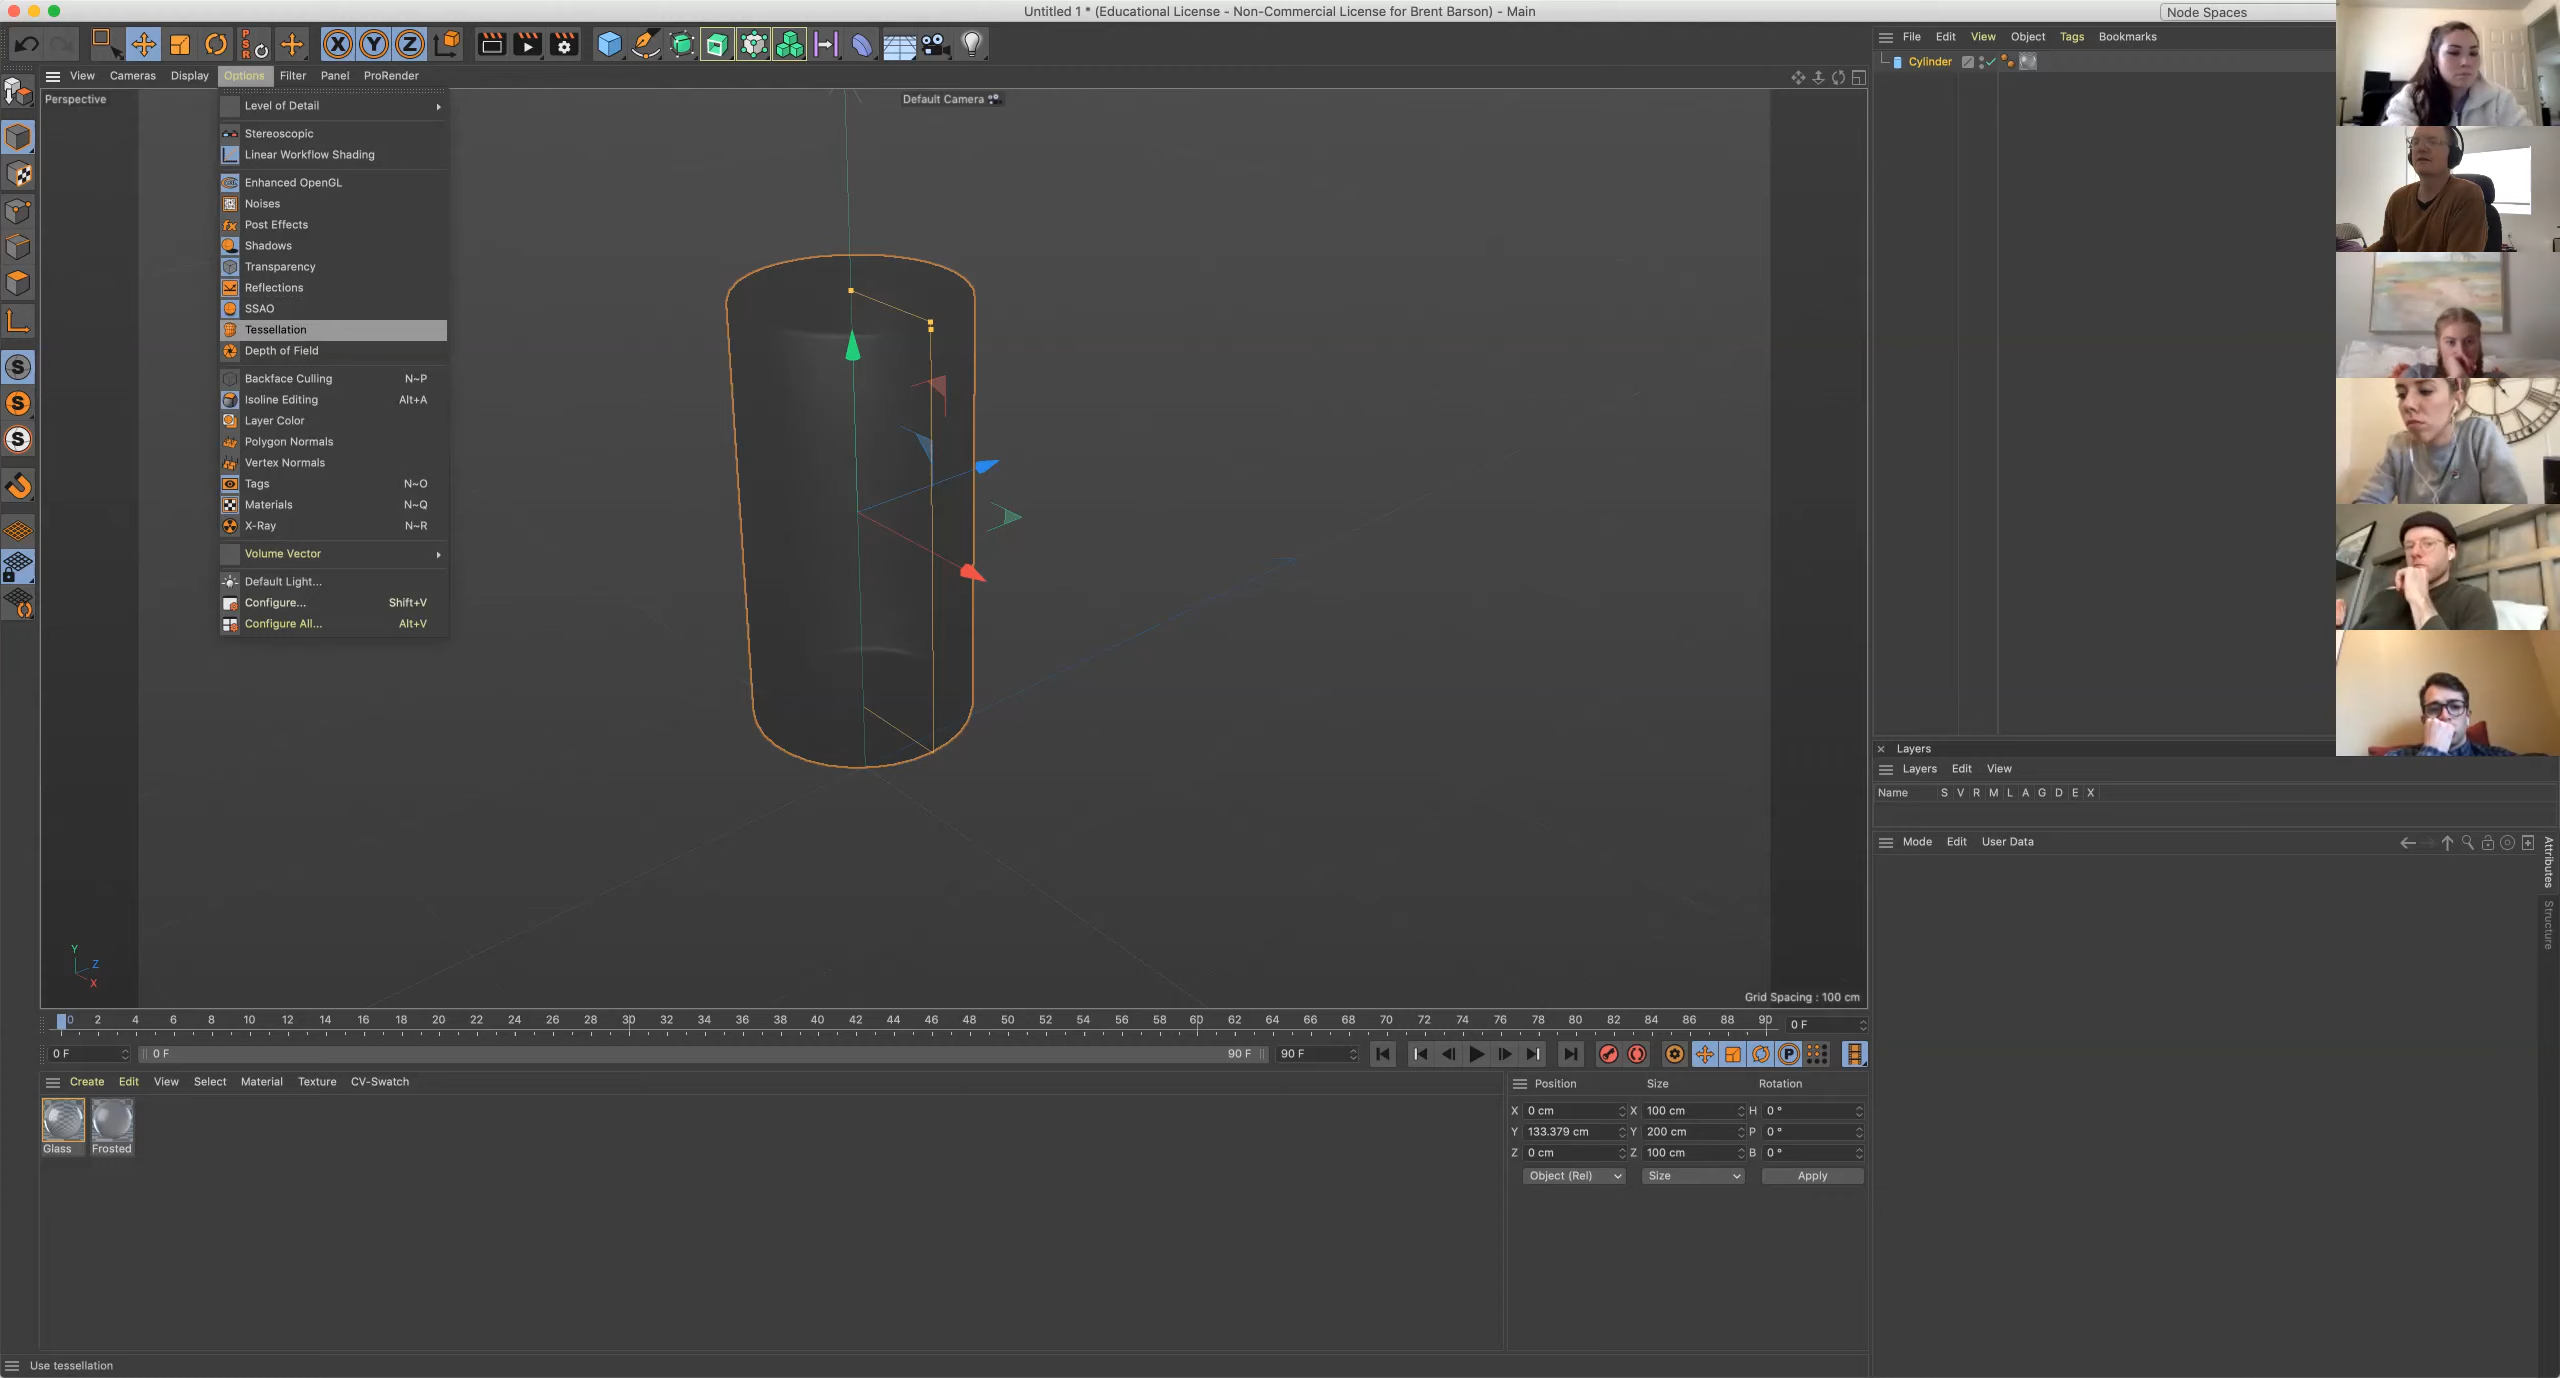 Untitled 1 * (Educational License - Non-Commercial License for Brent Barson) - Main
Node Spaces
File Edit View Object Tags Bookmarks
View Cameras Display Options Filter Panel ProRender
Perspective
Default Camera
Cylinder
Level of Detail
Stereoscopic
Linear Workflow Shading
Enhanced OpenGL
Noises
Post Effects
Shadows
Transparency
Reflections
SSAO
Tessellation
Depth of Field
Backface Culling N~P
Isoline Editing Alt+A
Layer Color
Polygon Normals
Vertex Normals
Tags N~O
Materials N~Q
X-Ray N~R
Volume Vector
Default Light...
Configure... Shift+V
Configure All... Alt+V
Y
Z
X
Grid Spacing : 100 cm
Layers
Layers Edit View
Name S V R M L A G D E X
Mode Edit User Data
Attributes
Structure
0 2 4 6 8 10 12 14 16 18 20 22 24 26 28 30 32 34 36 38 40 42 44 46 48 50 52 54 56 58 60 62 64 66 68 70 72 74 76 78 80 82 84 86 88 90 0 F
0 F 0 F 90 F 90 F
Create Edit View Select Material Texture CV-Swatch
Glass Frosted
Position Size Rotation
X 0 cm X 100 cm H 0 °
Y 133.379 cm Y 200 cm P 0 °
Z 0 cm Z 100 cm B 0 °
Object (Rel) Size Apply
Use tessellation